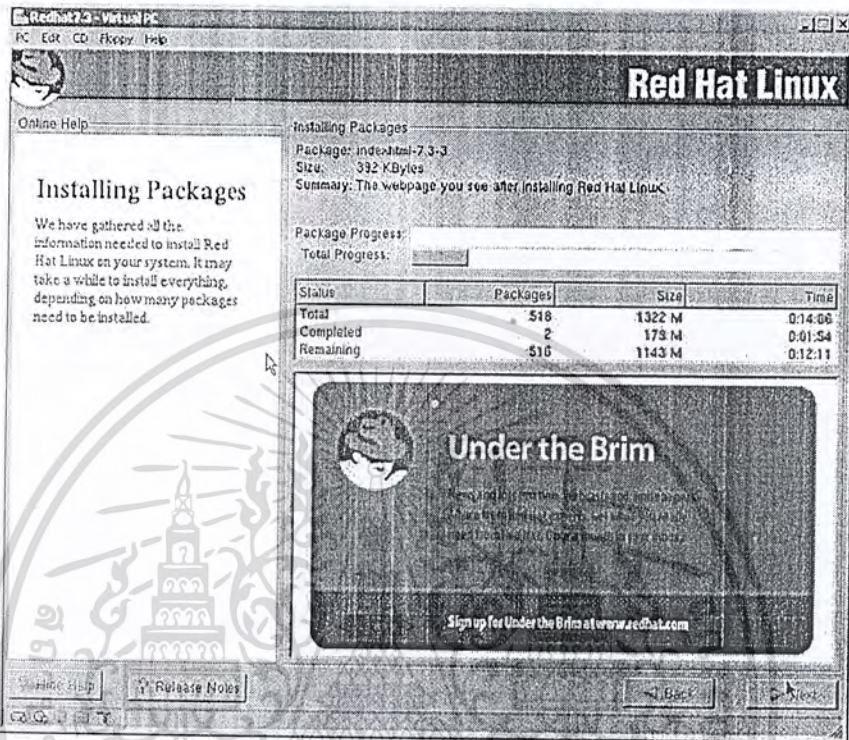 Redhat7.3 - Virtual PC
PC Edit CD Floppy Help
Red Hat Linux
Online Help
Installing Packages
We have gathered all the
information needed to install Red
Hat Linux on your system. It may
take a while to install everything,
depending on how many packages
need to be installed.
Installing Packages
Package: indexhtml-7.3-3
Size: 392 KBytes
Summary: The webpage you see after installing Red Hat Linux.
Package Progress:
Total Progress:
Status Packages Size Time
Total 518 1322 M 0:14:06
Completed 2 179 M 0:01:54
Remaining 516 1143 M 0:12:11
Under the Brim
Sign up for Under the Brim at www.redhat.com
Hide Help
Release Notes
Back
Next